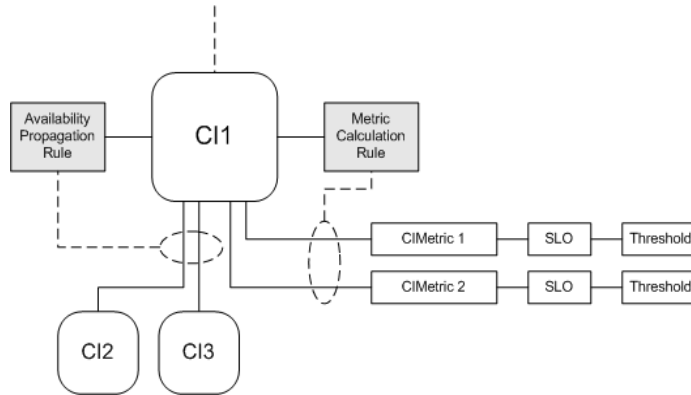 Availability
Propagation
Rule
CI1
Metric
Calculation
Rule
CIMetric 1
SLO
Threshold
CIMetric 2
SLO
Threshold
CI2
CI3